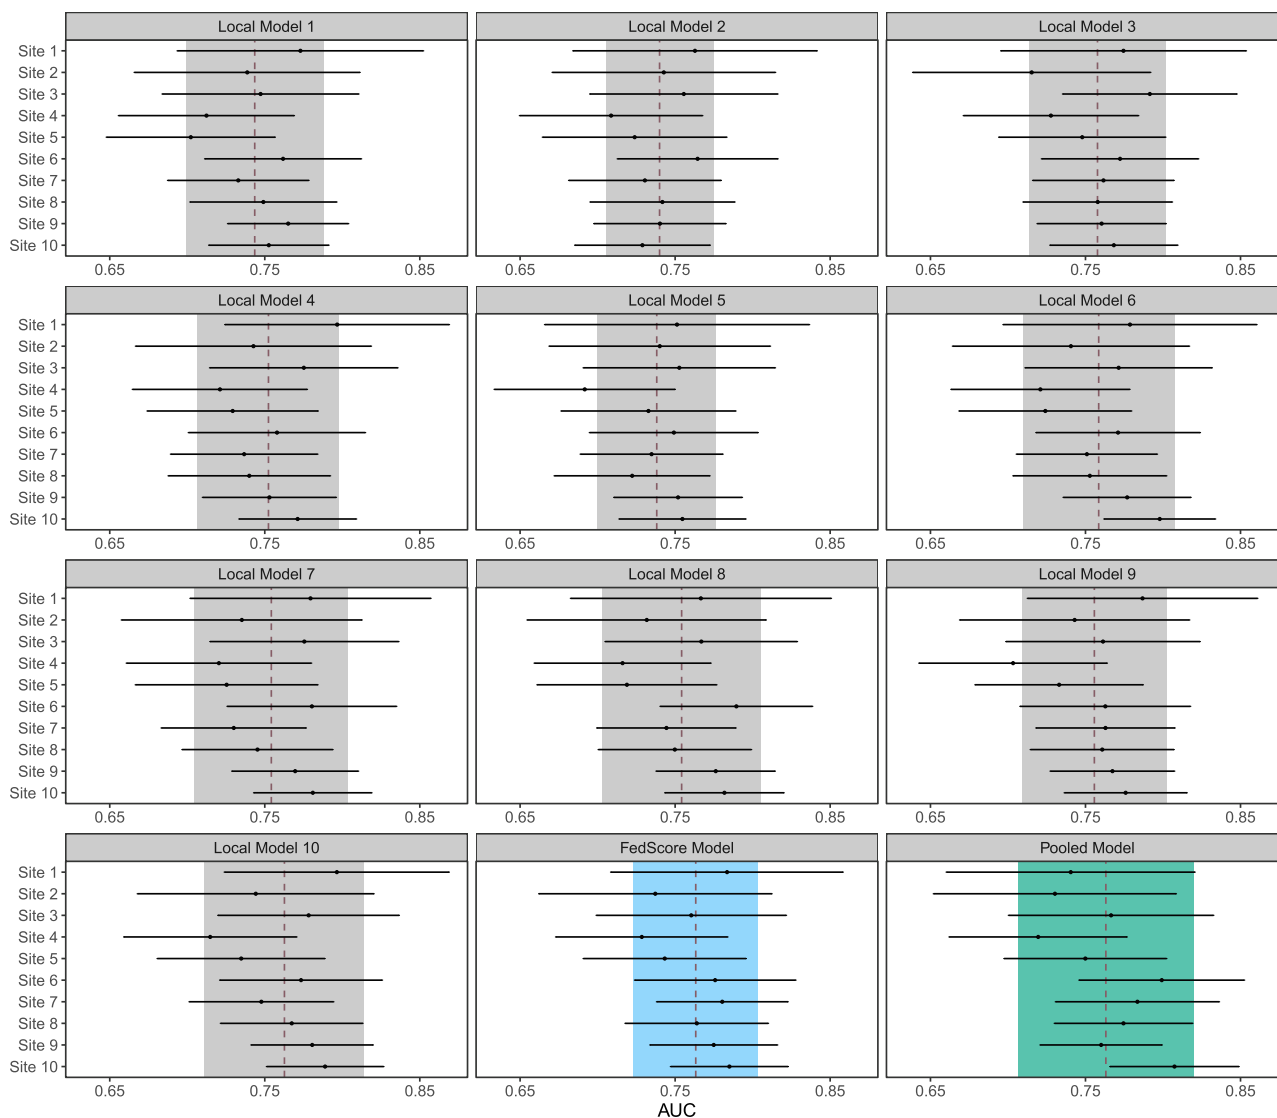 Local Model 1
Local Model 2
Local Model 3
Site 1
Site 2
Site 3
Site 4
Site 5
Site 6
Site 7
Site 8
Site 9
Site 10
0.65 0.75 0.85
0.65 0.75 0.85
0.65 0.75 0.85
Local Model 4
Local Model 5
Local Model 6
Site 1
Site 2
Site 3
Site 4
Site 5
Site 6
Site 7
Site 8
Site 9
Site 10
0.65 0.75 0.85
0.65 0.75 0.85
0.65 0.75 0.85
Local Model 7
Local Model 8
Local Model 9
Site 1
Site 2
Site 3
Site 4
Site 5
Site 6
Site 7
Site 8
Site 9
Site 10
0.65 0.75 0.85
0.65 0.75 0.85
0.65 0.75 0.85
Local Model 10
FedScore Model
Pooled Model
Site 1
Site 2
Site 3
Site 4
Site 5
Site 6
Site 7
Site 8
Site 9
Site 10
0.65 0.75 0.85
0.65 0.75 0.85
0.65 0.75 0.85
AUC